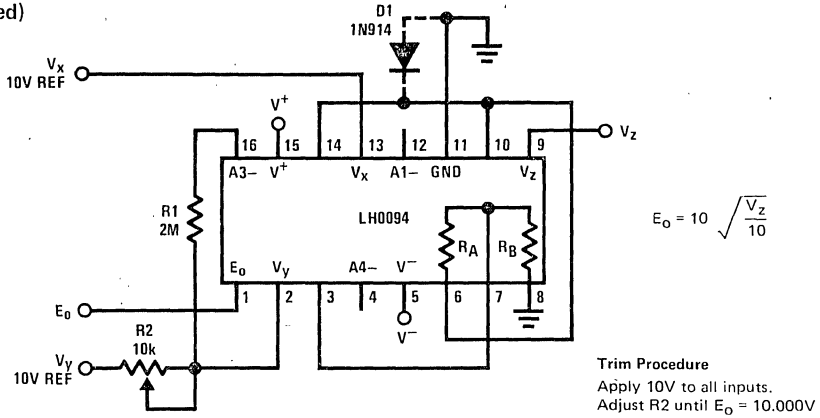 ed)
D1
1N914
Vx
10V REF
V+
Vz
16 15 14 13 12 11 10 9
A3− V+ Vx A1− GND Vz
R1
2M
LH0094
RA RB
Eo = 10 √(Vz/10)
Eo Vy A4− V−
1 2 3 4 5 6 7 8
Eo
V−
R2
10k
Vy
10V REF
Trim Procedure
Apply 10V to all inputs.
Adjust R2 until Eo = 10.000V